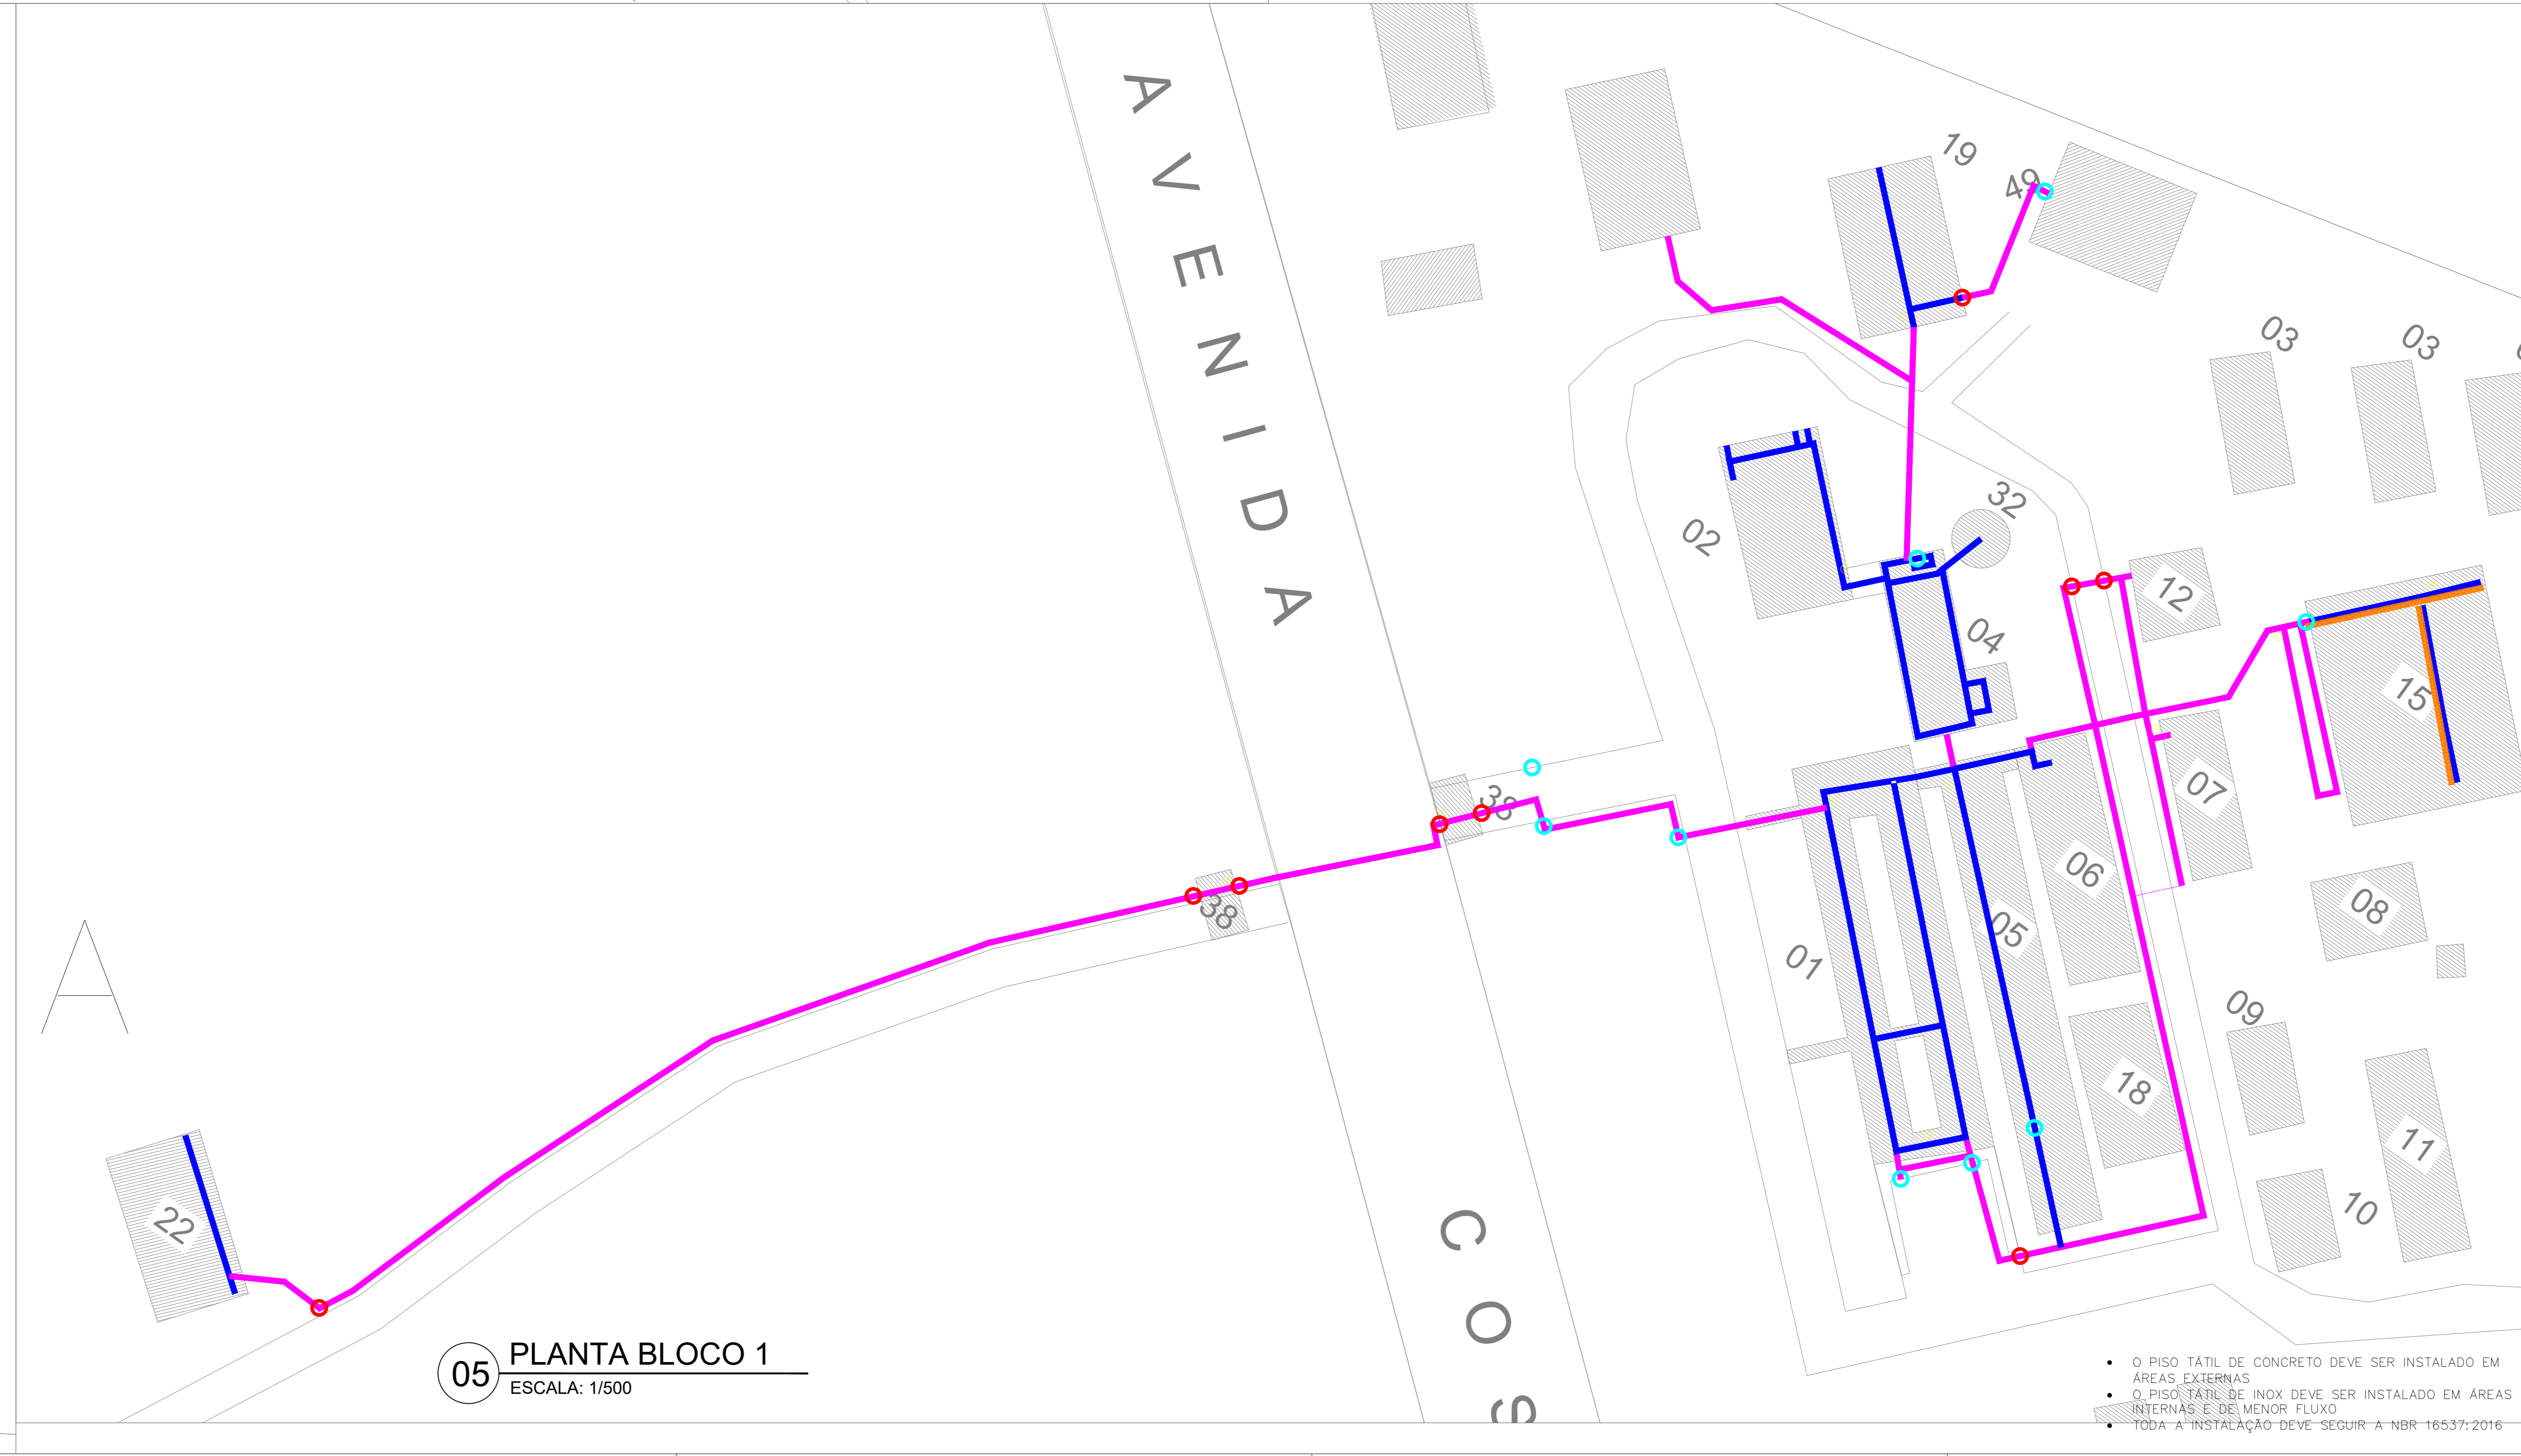 AVENIDA
COS
19
49
03
03
32
02
12
04
15
38
07
38
06
08
05
01
09
18
11
22
10
05
PLANTA BLOCO 1
ESCALA: 1/500
• O PISO TÁTIL DE CONCRETO DEVE SER INSTALADO EM
ÁREAS EXTERNAS
• O PISO TÁTIL DE INOX DEVE SER INSTALADO EM ÁREAS
INTERNAS E DE MENOR FLUXO
• TODA A INSTALAÇÃO DEVE SEGUIR A NBR 16537:2016
A